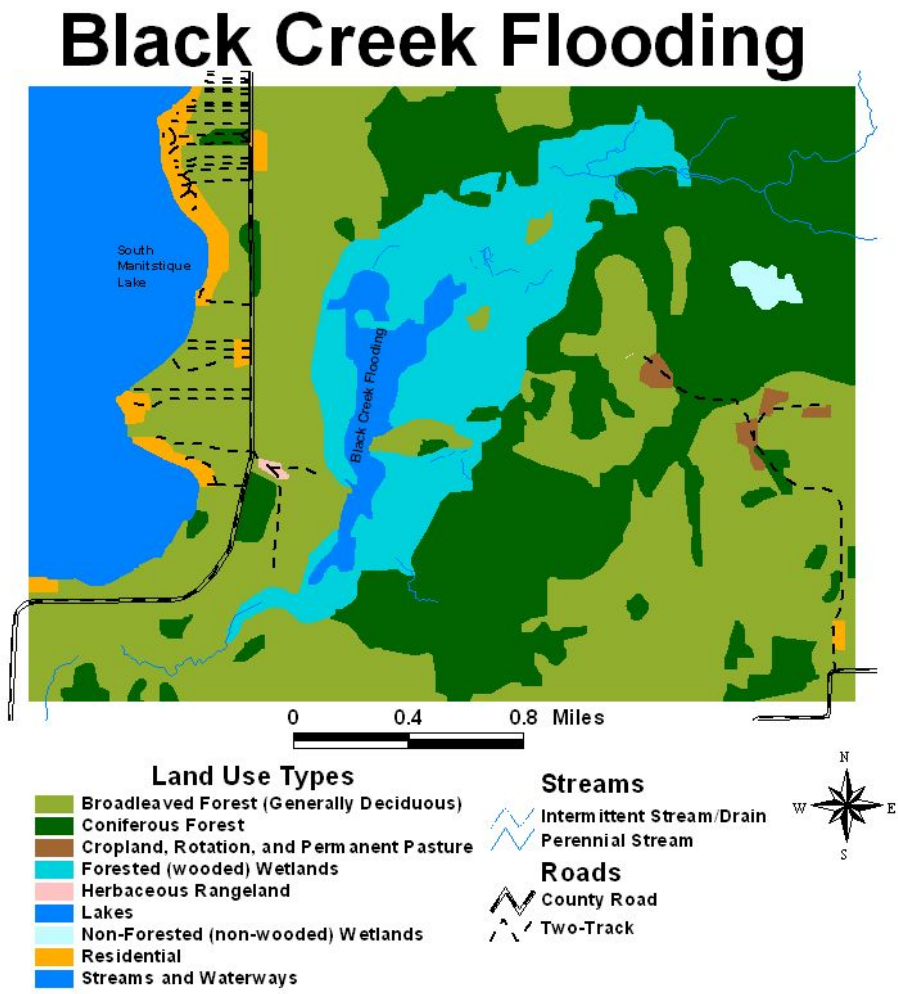 Black Creek Flooding
South
Manitstique
Lake
Black Creek Flooding
0 0.4 0.8 Miles
Land Use Types
Broadleaved Forest (Generally Deciduous)
Coniferous Forest
Cropland, Rotation, and Permanent Pasture
Forested (wooded) Wetlands
Herbaceous Rangeland
Lakes
Non-Forested (non-wooded) Wetlands
Residential
Streams and Waterways
Streams
Intermittent Stream/Drain
Perennial Stream
Roads
County Road
Two-Track
N
W E
S